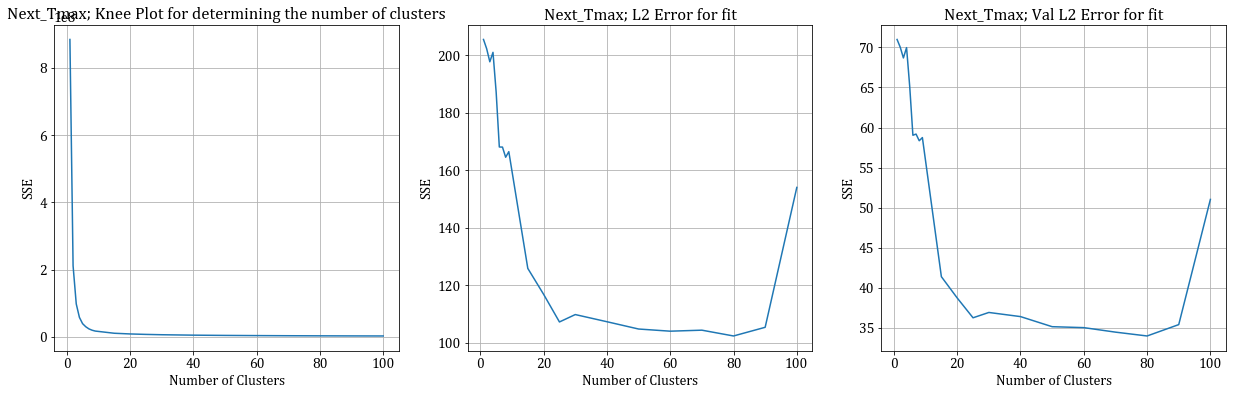 Next_Tmax; Knee Plot for determining the number of clusters
1e6
8
6
4
2
0
0 20 40 60 80 100
SSE
Number of Clusters
Next_Tmax; L2 Error for fit
200
180
160
140
120
100
0 20 40 60 80 100
SSE
Number of Clusters
Next_Tmax; Val L2 Error for fit
70
65
60
55
50
45
40
35
0 20 40 60 80 100
SSE
Number of Clusters